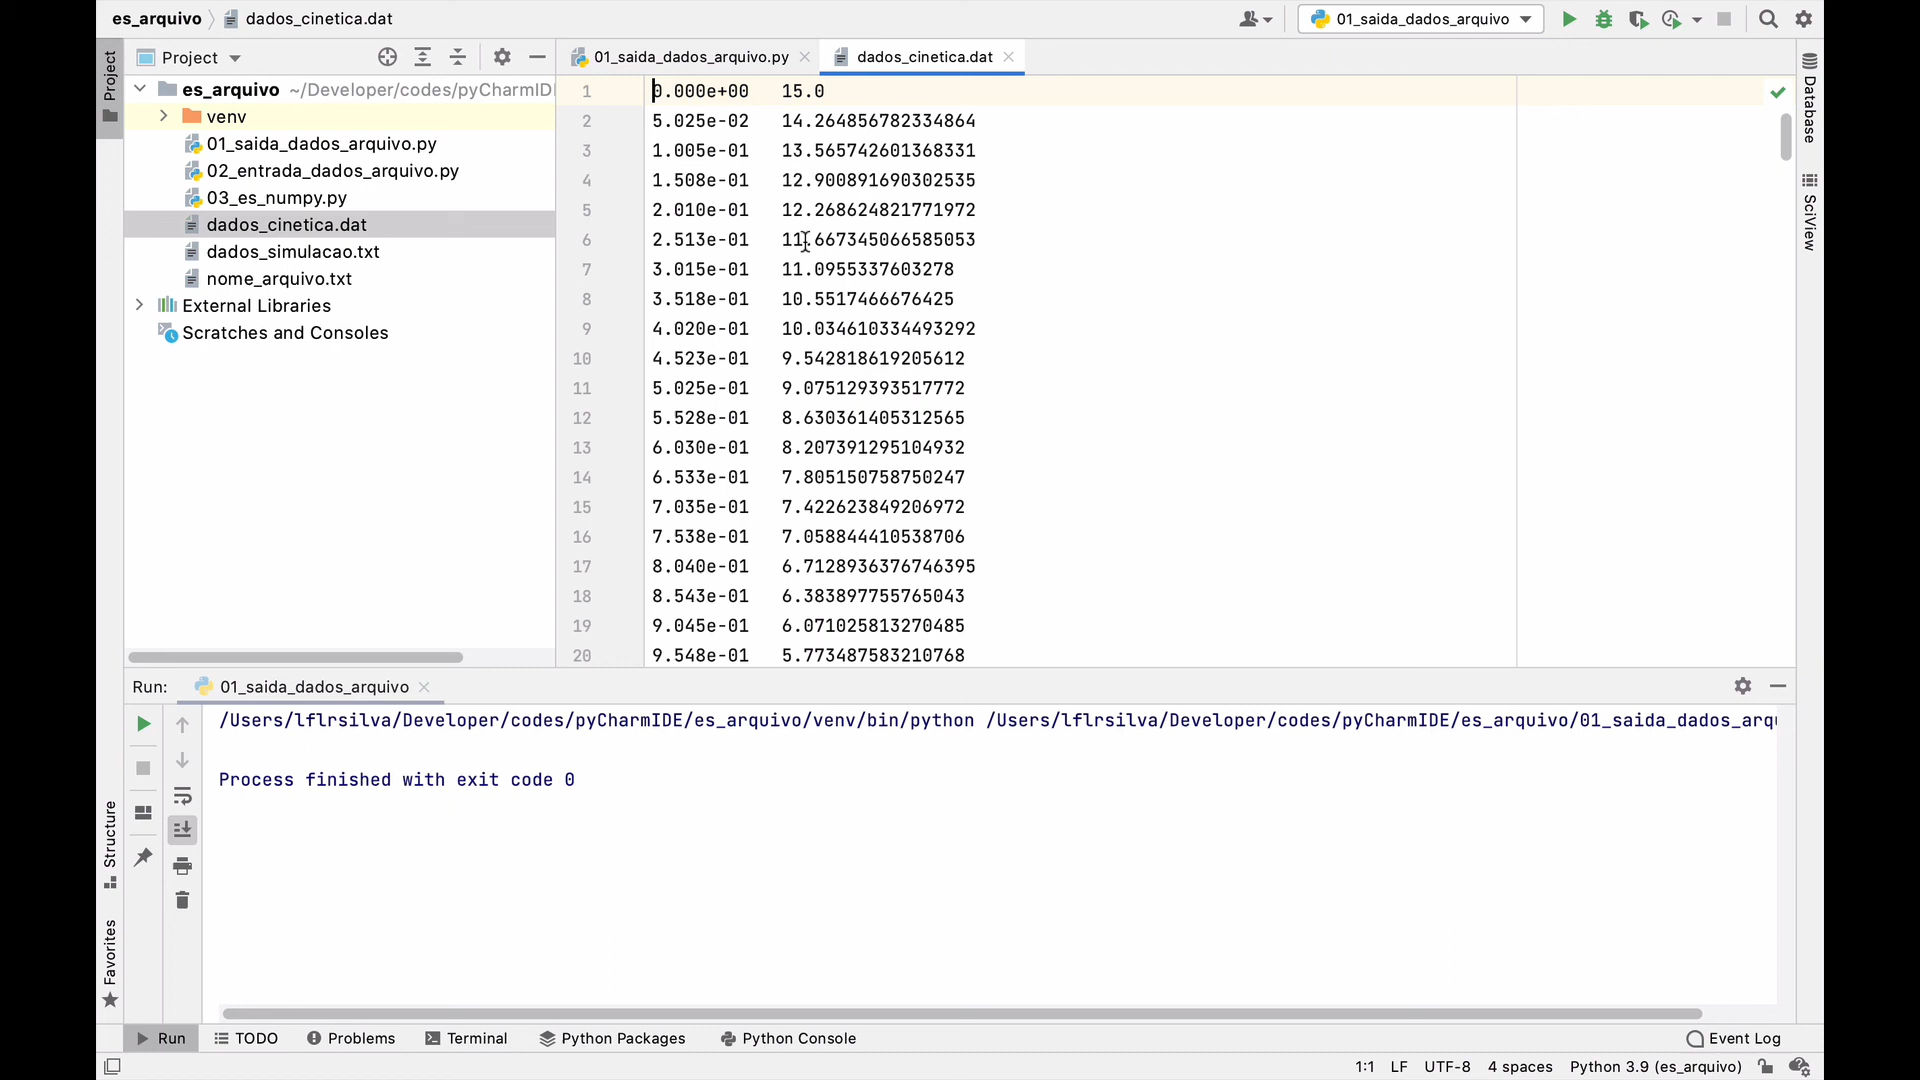 es_arquivo dados_cinetica.dat
01_saida_dados_arquivo
Project
Project
01_saida_dados_arquivo.py
dados_cinetica.dat
es_arquivo ~/Developer/codes/pyCharmIDE
venv
01_saida_dados_arquivo.py
02_entrada_dados_arquivo.py
03_es_numpy.py
dados_cinetica.dat
dados_simulacao.txt
nome_arquivo.txt
External Libraries
Scratches and Consoles
1 0.000e+00 15.0
2 5.025e-02 14.264856782334864
3 1.005e-01 13.565742601368331
4 1.508e-01 12.900891690302535
5 2.010e-01 12.268624821771972
6 2.513e-01 11.667345066585053
7 3.015e-01 11.0955337603278
8 3.518e-01 10.5517466676425
9 4.020e-01 10.034610334493292
10 4.523e-01 9.542818619205612
11 5.025e-01 9.075129393517772
12 5.528e-01 8.630361405312565
13 6.030e-01 8.207391295104932
14 6.533e-01 7.805150758750247
15 7.035e-01 7.422623849206972
16 7.538e-01 7.058844410538706
17 8.040e-01 6.7128936376746395
18 8.543e-01 6.383897755765043
19 9.045e-01 6.071025813270485
20 9.548e-01 5.773487583210768
Database
SciView
Run: 01_saida_dados_arquivo
/Users/lflrsilva/Developer/codes/pyCharmIDE/es_arquivo/venv/bin/python /Users/lflrsilva/Developer/codes/pyCharmIDE/es_arquivo/01_saida_dados_arqu
Process finished with exit code 0
Structure
Favorites
Run TODO Problems Terminal Python Packages Python Console Event Log
1:1 LF UTF-8 4 spaces Python 3.9 (es_arquivo)